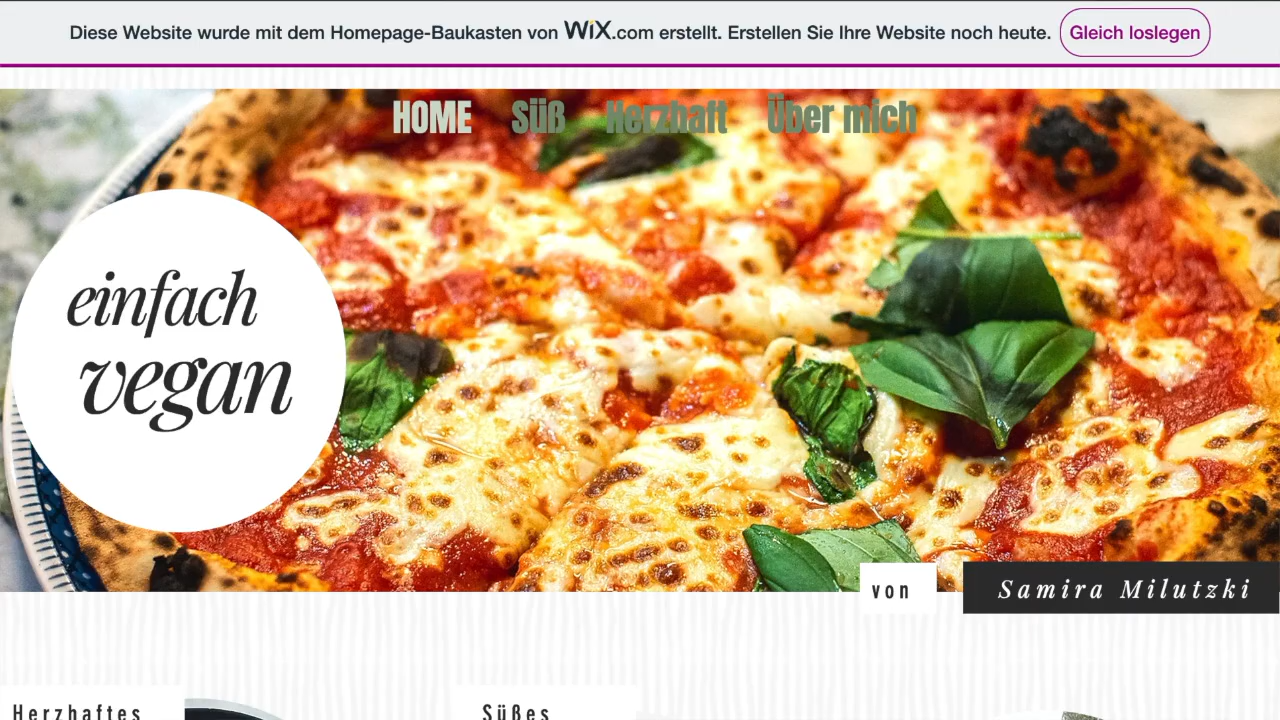 Diese Website wurde mit dem Homepage-Baukasten von WiX.com erstellt. Erstellen Sie Ihre Website noch heute. Gleich loslegen
HOME Süß Herzhaft Über mich
einfach
vegan
von Samira Milutzki
Herzhaftes Süßes